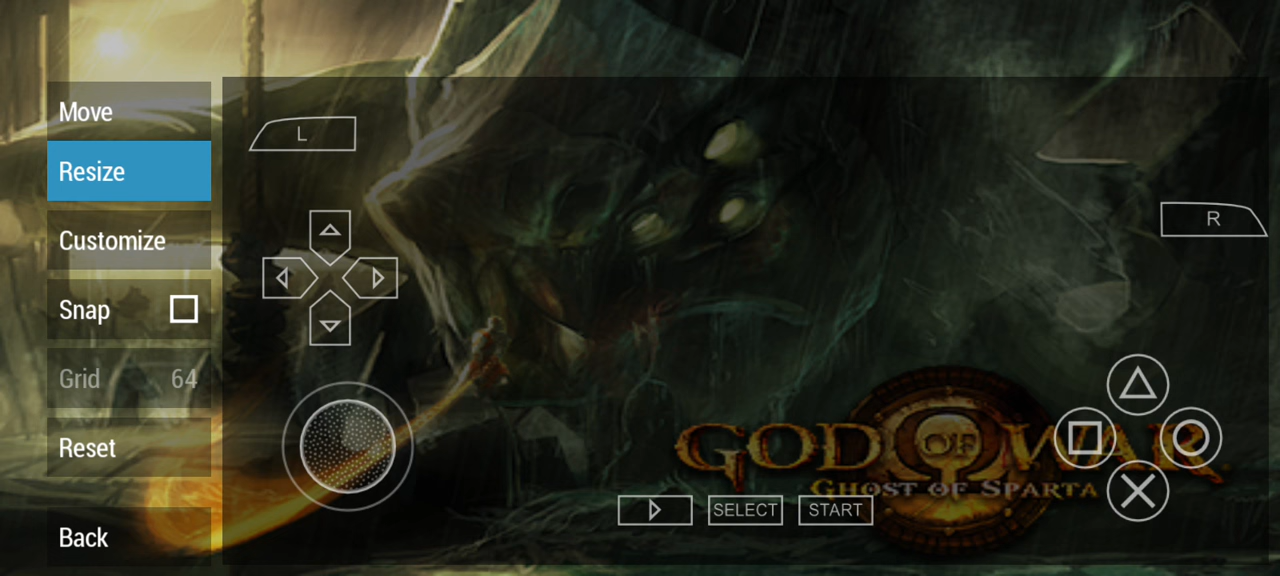 Move
Resize
Customize
Snap
Grid 64
Reset
Back
L
R
SELECT
START
GOD OF WAR
GHOST OF SPARTA